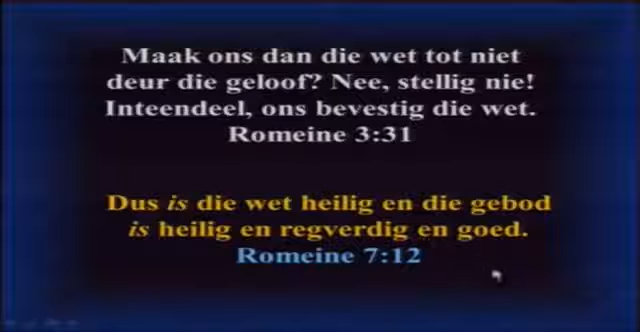 Maak ons dan die wet tot niet
deur die geloof? Nee, stellig nie!
Inteendeel, ons bevestig die wet.
Romeine 3:31
Dus is die wet heilig en die gebod
is heilig en regverdig en goed.
Romeine 7:12